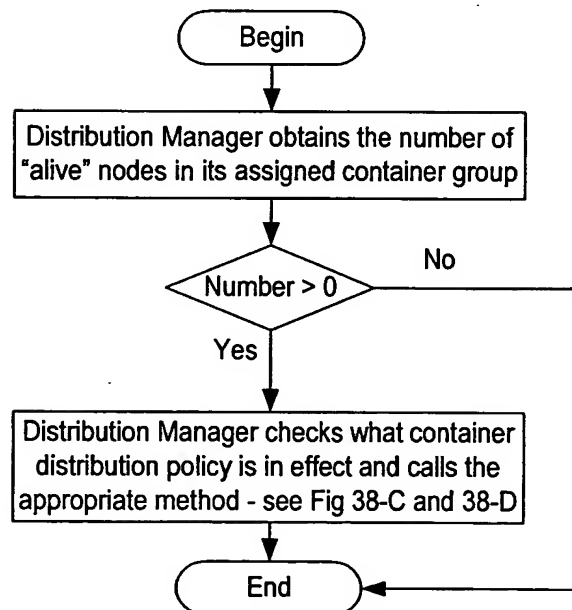 Begin
Distribution Manager obtains the number of
"alive" nodes in its assigned container group
No
Number > 0
Yes
Distribution Manager checks what container
distribution policy is in effect and calls the
appropriate method - see Fig 38-C and 38-D
End